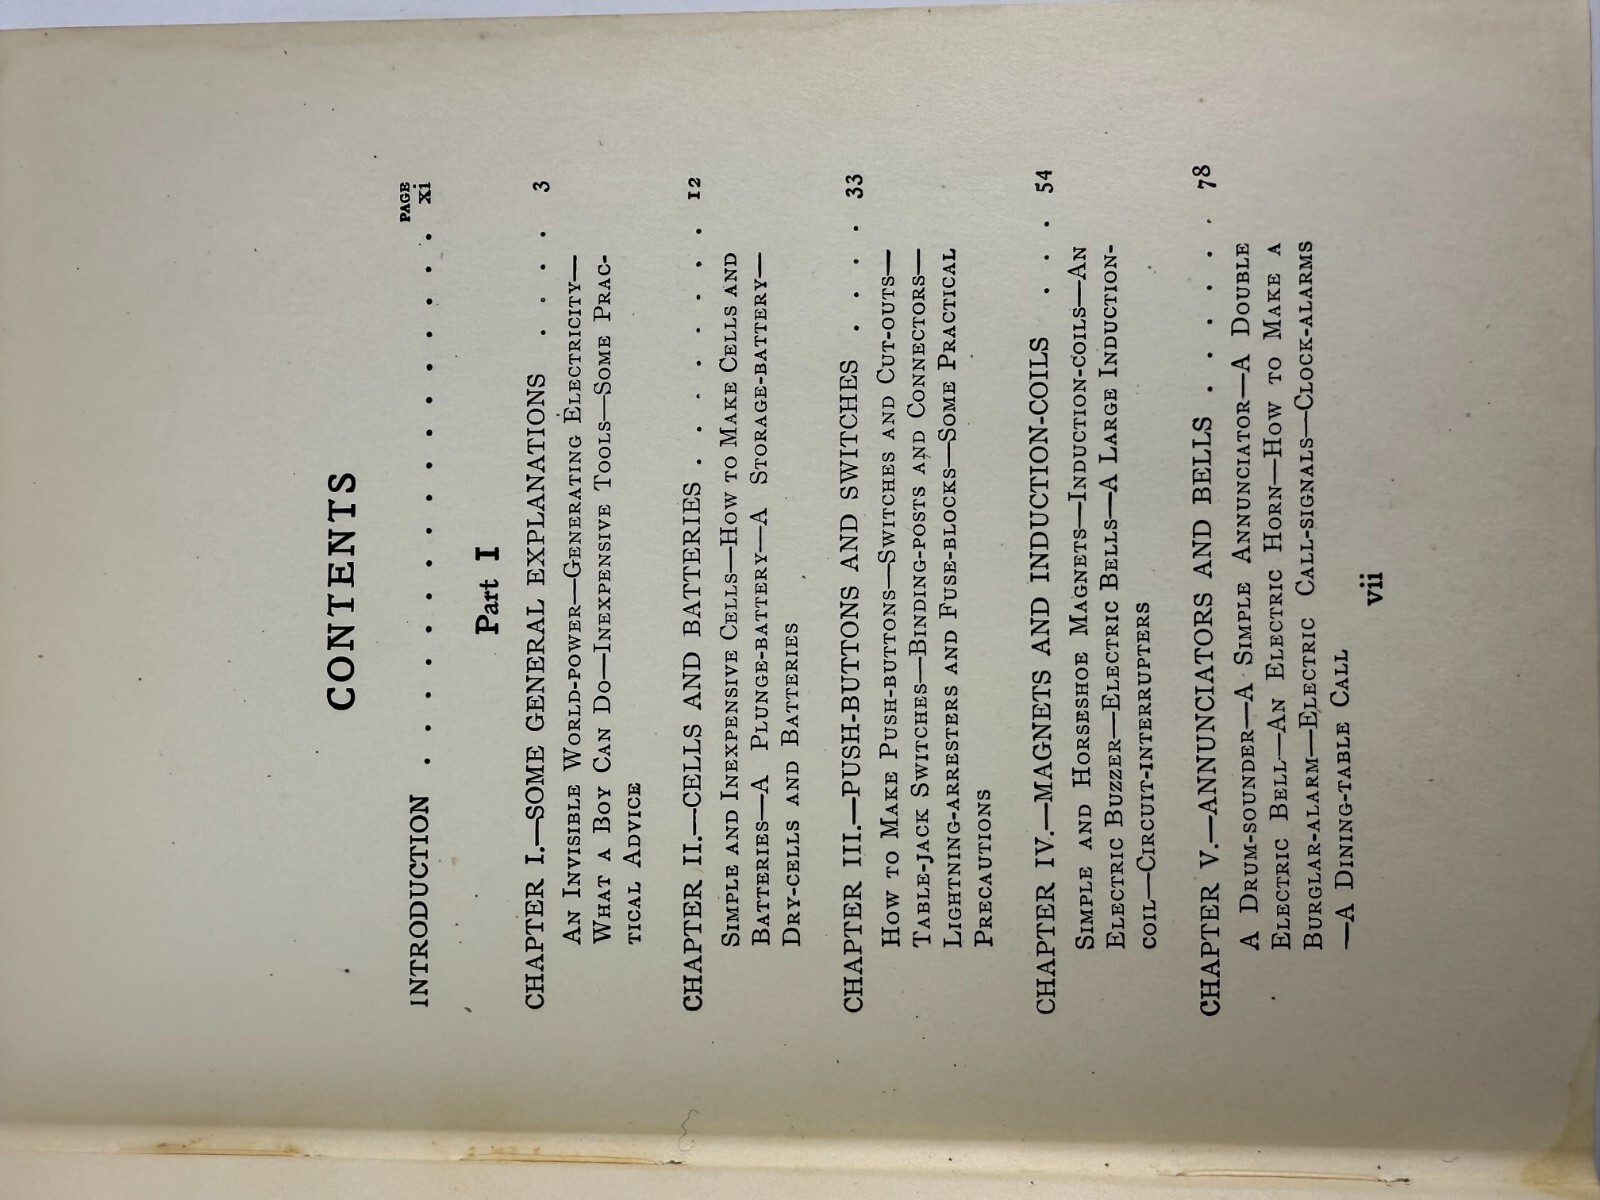 CONTENTS
PAGE
INTRODUCTION . . . . . . . . . . . . . xi
Part I
CHAPTER I.—SOME GENERAL EXPLANATIONS . . . . 3
An Invisible World-power—Generating Electricity—
What a Boy Can Do—Inexpensive Tools—Some Prac-
tical Advice
CHAPTER II.—CELLS AND BATTERIES . . . . . . . . 12
Simple and Inexpensive Cells—How to Make Cells and
Batteries—A Plunge-battery—A Storage-battery—
Dry-cells and Batteries
CHAPTER III.—PUSH-BUTTONS AND SWITCHES . . . . 33
How to Make Push-buttons—Switches and Cut-outs—
Table-jack Switches—Binding-posts and Connectors—
Lightning-arresters and Fuse-blocks—Some Practical
Precautions
CHAPTER IV.—MAGNETS AND INDUCTION-COILS . . . 54
Simple and Horseshoe Magnets—Induction-coils—An
Electric Buzzer—Electric Bells—A Large Induction-
coil—Circuit-interrupters
CHAPTER V.—ANNUNCIATORS AND BELLS . . . . . . 78
A Drum-sounder—A Simple Annunciator—A Double
Electric Bell—An Electric Horn—How to Make a
Burglar-alarm—Electric Call-signals—Clock-alarms
—A Dining-table Call
vii